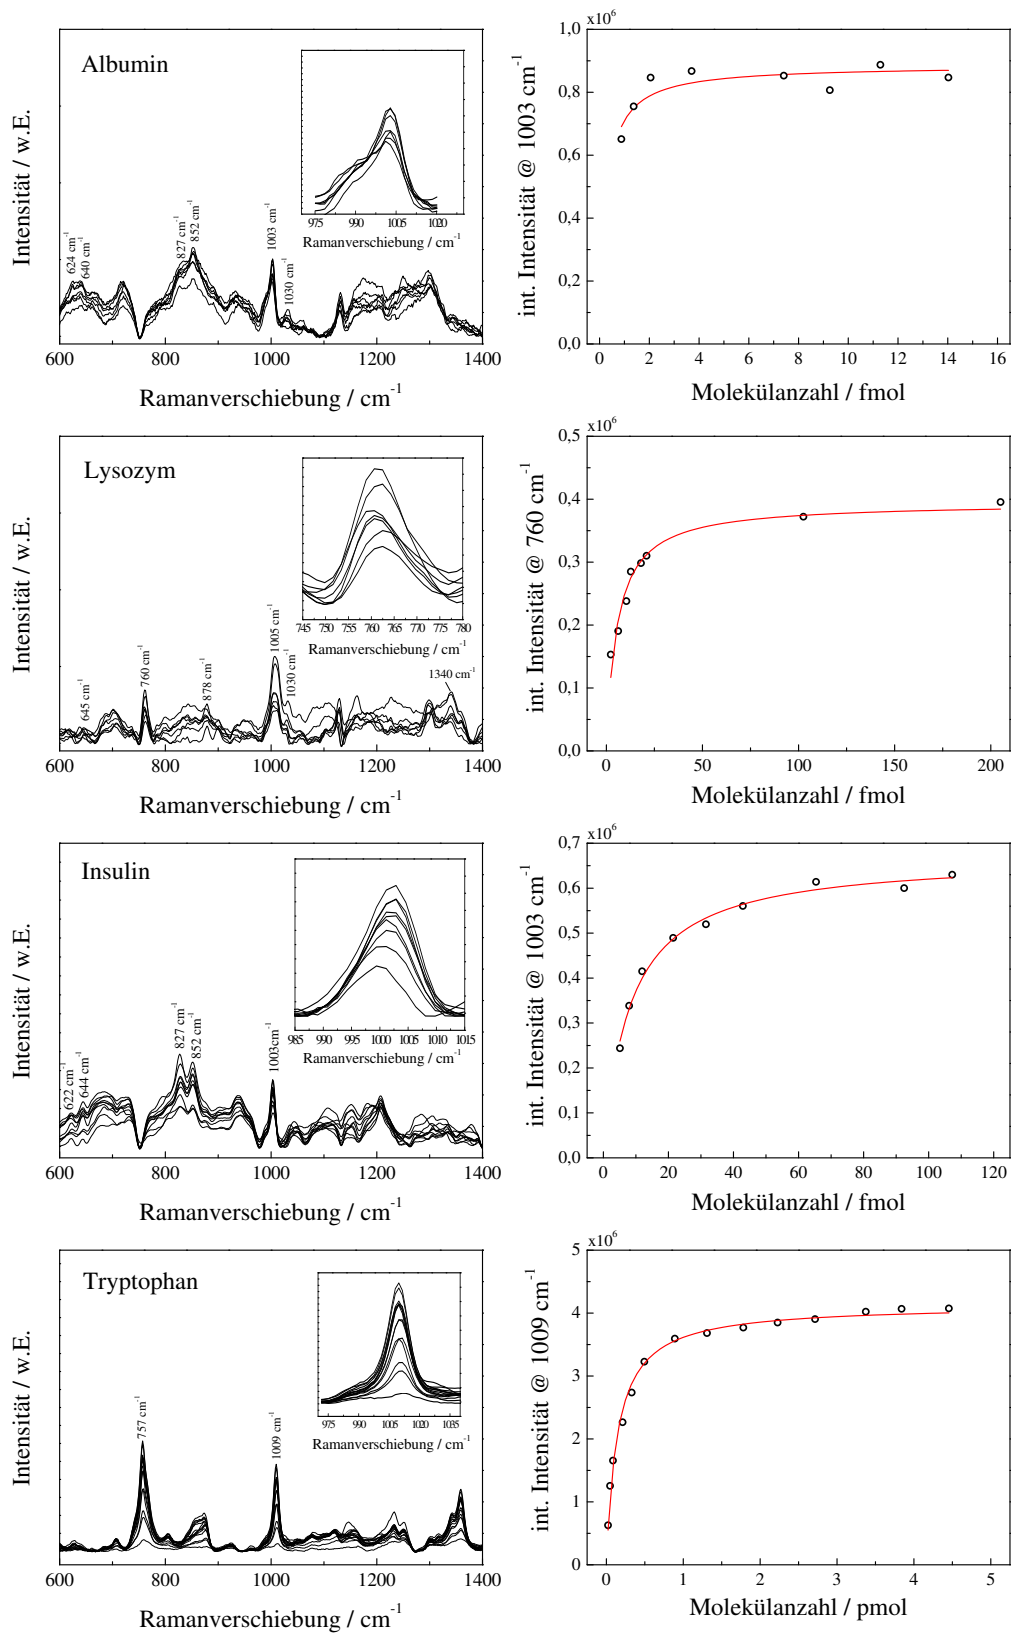 Albumin
Intensität / w.E.
624 cm-1
640 cm-1
827 cm-1
852 cm-1
1003 cm-1
1030 cm-1
975 990 1005 1020
Ramanverschiebung / cm-1
600 800 1000 1200 1400
Ramanverschiebung / cm-1
x10^6
1,0
0,8
0,6
0,4
0,2
0,0
int. Intensität @ 1003 cm-1
0 2 4 6 8 10 12 14 16
Molekülanzahl / fmol
Lysozym
Intensität / w.E.
645 cm-1
760 cm-1
878 cm-1
1005 cm-1
1030 cm-1
1340 cm-1
745 750 755 760 765 770 775 780
Ramanverschiebung / cm-1
600 800 1000 1200 1400
Ramanverschiebung / cm-1
x10^6
0,5
0,4
0,3
0,2
0,1
0,0
int. Intensität @ 760 cm-1
0 50 100 150 200
Molekülanzahl / fmol
Insulin
Intensität / w.E.
622 cm-1
644 cm-1
827 cm-1
852 cm-1
1003cm-1
985 990 995 1000 1005 1010 1015
Ramanverschiebung / cm-1
600 800 1000 1200 1400
Ramanverschiebung / cm-1
x10^6
0,7
0,6
0,5
0,4
0,3
0,2
0,1
0,0
int. Intensität @ 1003 cm-1
0 20 40 60 80 100 120
Molekülanzahl / fmol
Tryptophan
Intensität / w.E.
757 cm-1
1009 cm-1
975 990 1005 1020 1035
Ramanverschiebung / cm-1
600 800 1000 1200 1400
Ramanverschiebung / cm-1
x10^6
5
4
3
2
1
0
int. Intensität @ 1009 cm-1
0 1 2 3 4 5
Molekülanzahl / pmol